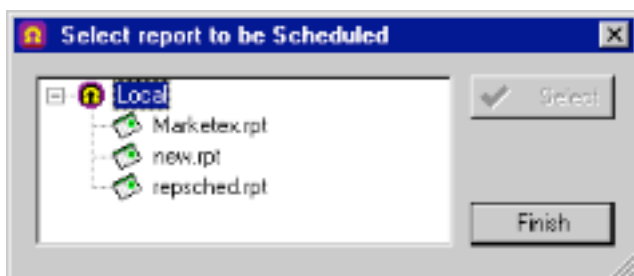 Select report to be Scheduled
Local
Select
Marketex.rpt
new.rpt
repsched.rpt
Finish